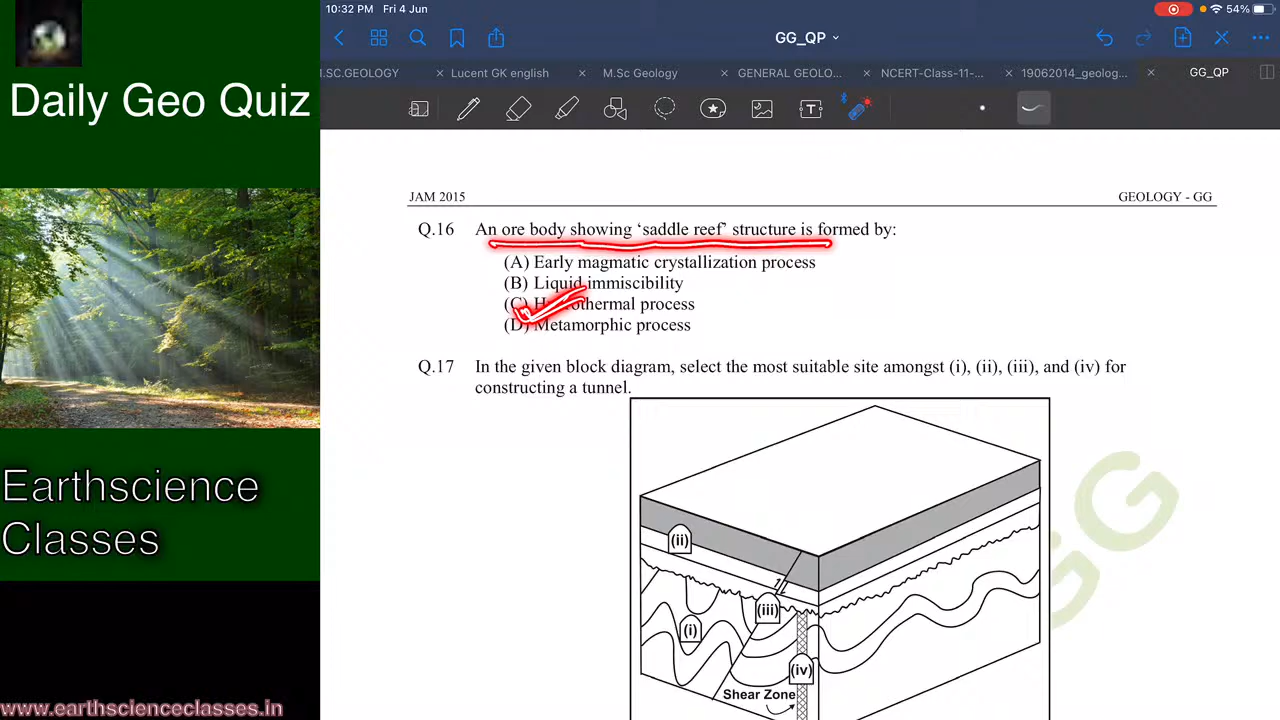 10:32 PM Fri 4 Jun
54%
GG_QP
I.SC.GEOLOGY
Lucent GK english
M.Sc Geology
GENERAL GEOLO...
NCERT-Class-11-...
19062014_geolog...
GG_QP
Daily Geo Quiz
JAM 2015
GEOLOGY - GG
Q.16 An ore body showing ‘saddle reef’ structure is formed by:
(A) Early magmatic crystallization process
(B) Liquid immiscibility
(C) Hydrothermal process
(D) Metamorphic process
Q.17 In the given block diagram, select the most suitable site amongst (i), (ii), (iii), and (iv) for
constructing a tunnel.
(ii)
(iii)
(i)
(iv)
Shear Zone
GG
Earthscience
Classes
www.earthscienceclasses.in